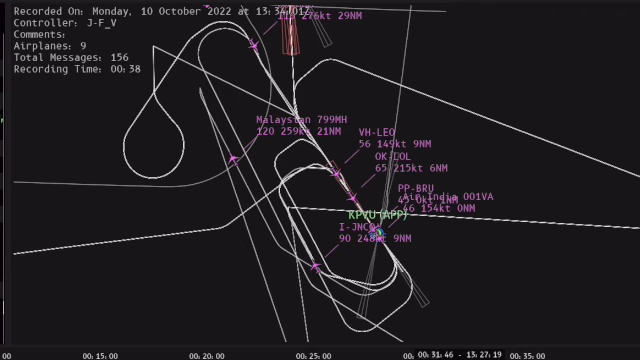 Recorded On: Monday, 10 October 2022 at 13:34:01Z
Controller: J-F_V
Comments:
Airplanes: 9
Total Messages: 156
Recording Time: 00:38
276kt 29NM
Malaystan 799MH
120 259kt 21NM
VH-LEO
56 149kt 9NM
OK-LOL
65 215kt 6NM
PP-BRU
Air India 001VA
46 154kt 0NM
KPVU(APP)
I-JNCQ
90 248kt 9NM
00:15:00
00:20:00
00:25:00
00:31:46 - 13:27:19
00:35:00